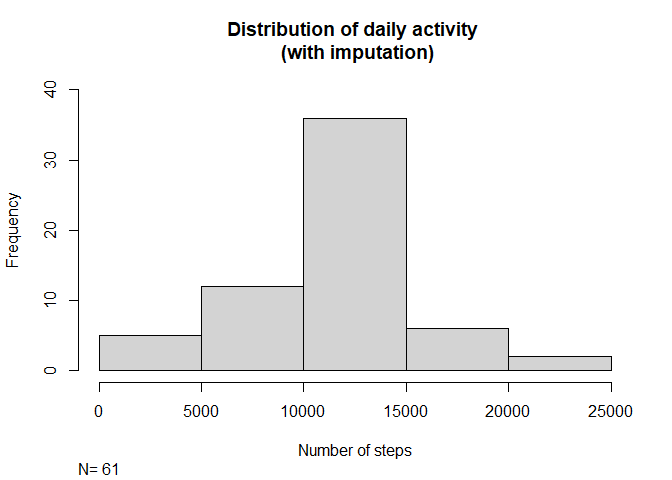 Distribution of daily activity
(with imputation)
Frequency
40
30
20
10
0
0 5000 10000 15000 20000 25000
Number of steps
N= 61